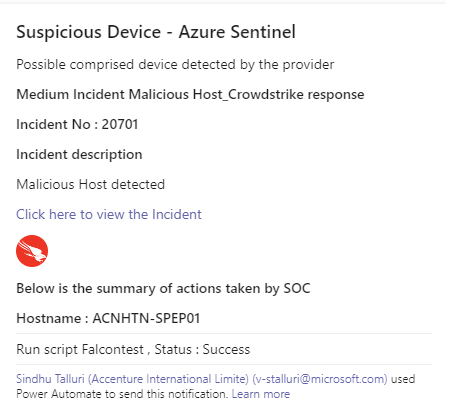 Suspicious Device - Azure Sentinel
Possible comprised device detected by the provider
Medium Incident Malicious Host_Crowdstrike response
Incident No : 20701
Incident description
Malicious Host detected
Click here to view the Incident
Below is the summary of actions taken by SOC
Hostname : ACNHTN-SPEP01
Run script Falcontest , Status : Success
Sindhu Talluri (Accenture International Limite) (v-stalluri@microsoft.com) used
Power Automate to send this notification. Learn more